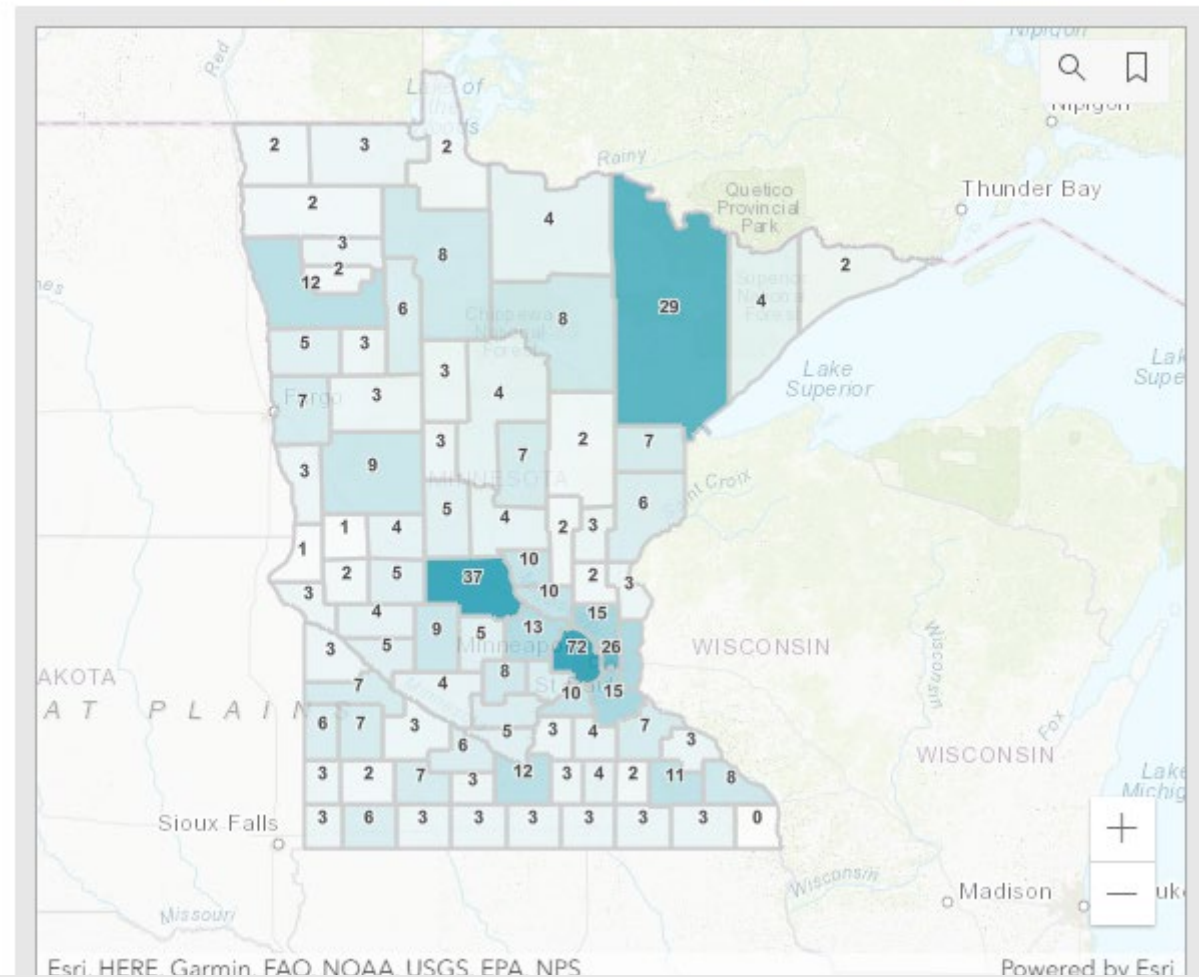 Nipigon
Red
Lake of
the
Woods
Nipigon
2
3
2
Rainy
Quetico
Provincial
Park
Thunder Bay
2
4
3
8
2
2
12
Superior
National
Forest
4
29
6
8
Chippewa
National
Forest
5
3
3
Lake
Superior
7
Fargo
3
4
3
2
7
7
3
9
MINNESOTA
Saint Croix
6
5
4
2
3
1
4
1
10
2
5
37
10
2
3
3
4
15
9
5
13
3
5
Minneapolis
72
26
WISCONSIN
Wisconsin
8
AKOTA
7
4
St Paul
10
15
AT PLAINS
6
7
3
5
3
4
7
3
6
Fox
WISCONSIN
3
2
7
3
12
3
4
2
11
8
Lake
Michig
Sioux Falls
3
6
3
3
3
3
3
3
0
+
Wisconsin
Madison
−
Missouri
Esri, HERE, Garmin, FAO, NOAA, USGS, EPA, NPS
Powered by Esri